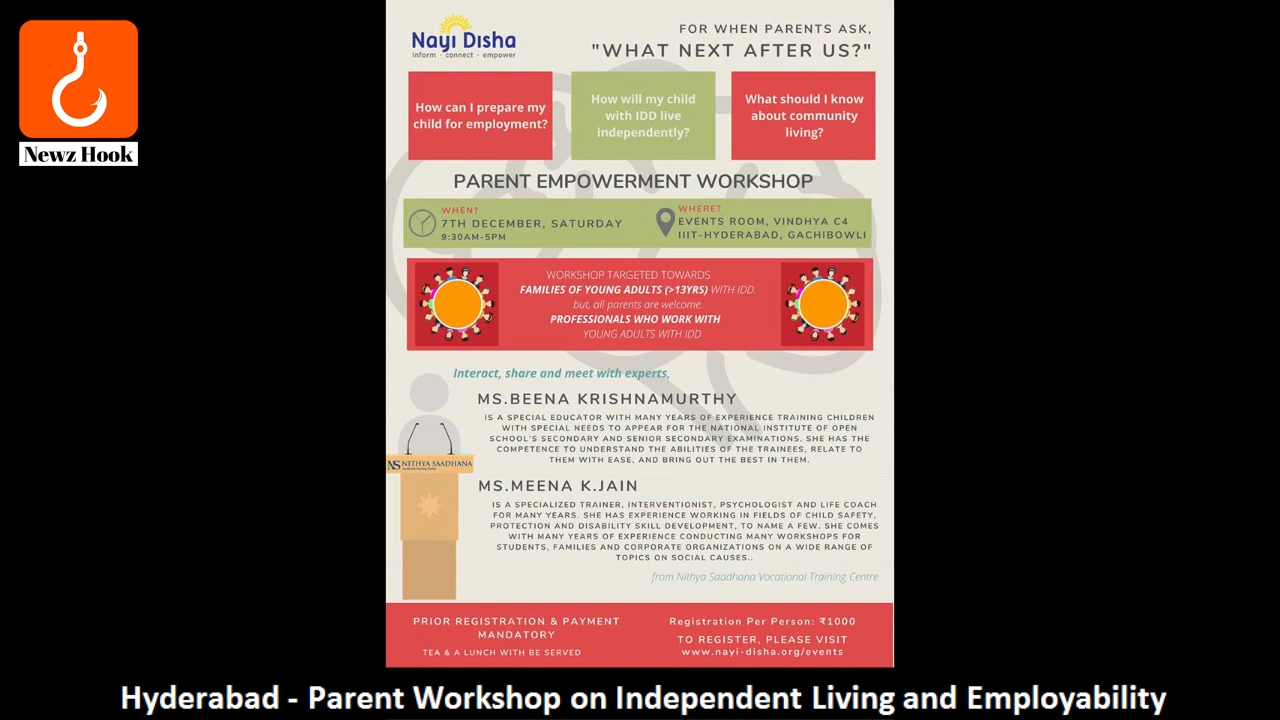 Newz Hook
Nayi Disha
inform · connect · empower
FOR WHEN PARENTS ASK,
"WHAT NEXT AFTER US?"
How can I prepare my
child for employment?
How will my child
with IDD live
independently?
What should I know
about community
living?
PARENT EMPOWERMENT WORKSHOP
WHEN?
7TH DECEMBER, SATURDAY
9:30AM-5PM
WHERE?
EVENTS ROOM, VINDHYA C4
IIIT-HYDERABAD, GACHIBOWLI
WORKSHOP TARGETED TOWARDS
FAMILIES OF YOUNG ADULTS (>13YRS) WITH IDD.
but, all parents are welcome.
PROFESSIONALS WHO WORK WITH
YOUNG ADULTS WITH IDD
Interact, share and meet with experts,
MS.BEENA KRISHNAMURTHY
IS A SPECIAL EDUCATOR WITH MANY YEARS OF EXPERIENCE TRAINING CHILDREN
WITH SPECIAL NEEDS TO APPEAR FOR THE NATIONAL INSTITUTE OF OPEN
SCHOOL'S SECONDARY AND SENIOR SECONDARY EXAMINATIONS. SHE HAS THE
COMPETENCE TO UNDERSTAND THE ABILITIES OF THE TRAINEES, RELATE TO
THEM WITH EASE, AND BRING OUT THE BEST IN THEM.
NS NITHYA SAADHANA
MS.MEENA K.JAIN
IS A SPECIALIZED TRAINER, INTERVENTIONIST, PSYCHOLOGIST AND LIFE COACH
FOR MANY YEARS. SHE HAS EXPERIENCE WORKING IN FIELDS OF CHILD SAFETY,
PROTECTION AND DISABILITY SKILL DEVELOPMENT, TO NAME A FEW. SHE COMES
WITH MANY YEARS OF EXPERIENCE CONDUCTING MANY WORKSHOPS FOR
STUDENTS, FAMILIES AND CORPORATE ORGANIZATIONS ON A WIDE RANGE OF
TOPICS ON SOCIAL CAUSES..
from Nithya Saadhana Vocational Training Centre
PRIOR REGISTRATION & PAYMENT
MANDATORY
TEA & A LUNCH WITH BE SERVED
Registration Per Person: ₹1000
TO REGISTER, PLEASE VISIT
www.nayi-disha.org/events
Hyderabad - Parent Workshop on Independent Living and Employability